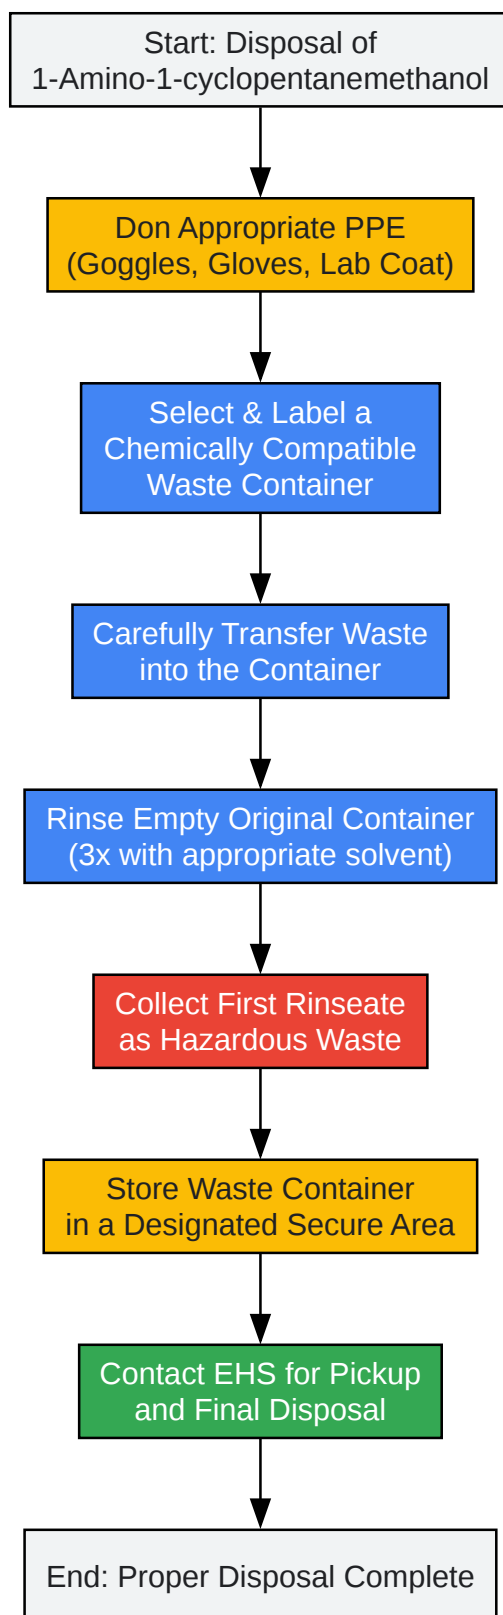 Start: Disposal of
1-Amino-1-cyclopentanemethanol
Don Appropriate PPE
(Goggles, Gloves, Lab Coat)
Select & Label a
Chemically Compatible
Waste Container
Carefully Transfer Waste
into the Container
Rinse Empty Original Container
(3x with appropriate solvent)
Collect First Rinseate
as Hazardous Waste
Store Waste Container
in a Designated Secure Area
Contact EHS for Pickup
and Final Disposal
End: Proper Disposal Complete